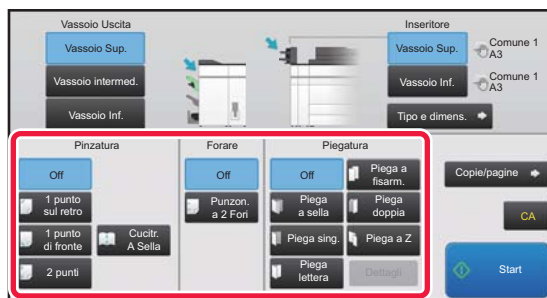 Vassoio Uscita
Inseritore
Vassoio Sup.
Vassoio intermed.
Vassoio Inf.
Vassoio Sup.
Comune 1
A3
Vassoio Inf.
Comune 1
A3
Tipo e dimens.
Pinzatura
Forare
Piegatura
Off
1 punto
sul retro
1 punto
di fronte
Cucitr.
A Sella
2 punti
Off
Punzon.
a 2 Fori
Off
Piega a
fisarm.
Piega
a sella
Piega
doppia
Piega sing.
Piega a Z
Piega
lettera
Dettagli
Copie/pagine
CA
Start